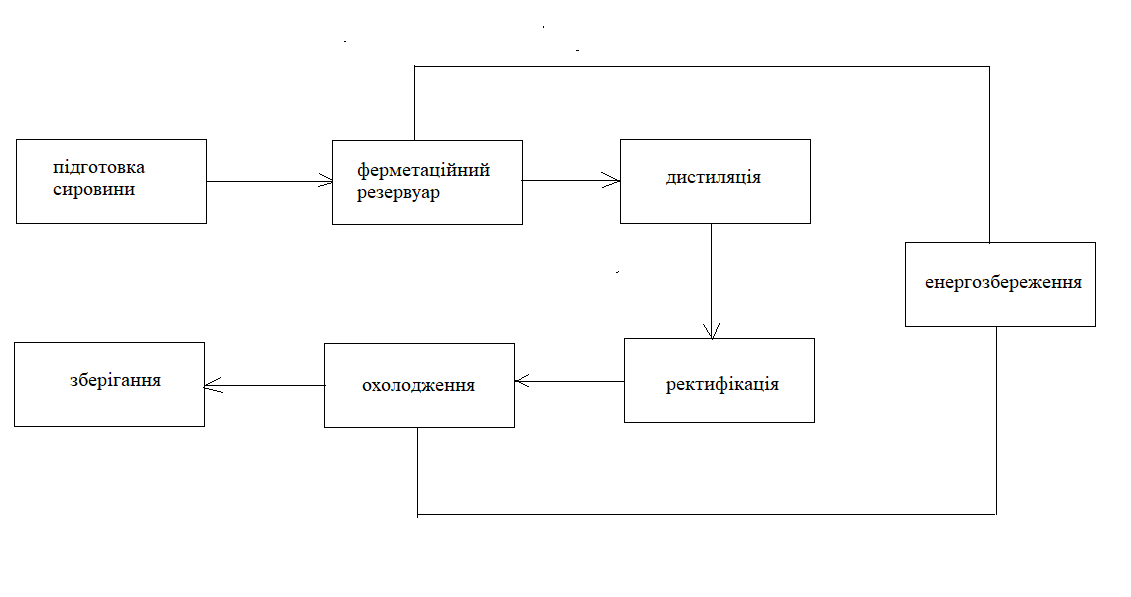 підготовка
сировини
ферметаційний
резервуар
дистиляція
енергозбереження
зберігання
охолодження
ректифікація